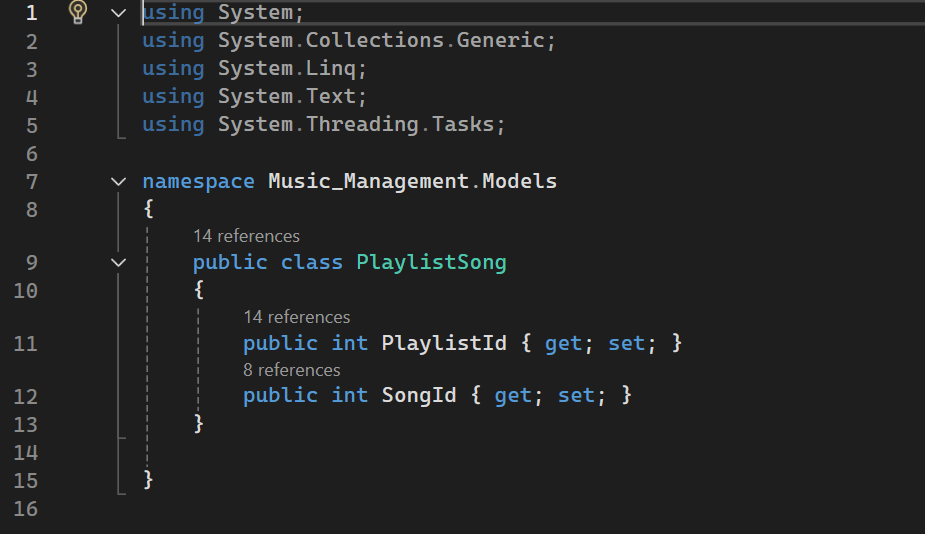 1 using System;
2 using System.Collections.Generic;
3 using System.Linq;
4 using System.Text;
5 using System.Threading.Tasks;
6
7 namespace Music_Management.Models
8 {
14 references
9 public class PlaylistSong
10 {
14 references
11 public int PlaylistId { get; set; }
8 references
12 public int SongId { get; set; }
13 }
14
15 }
16